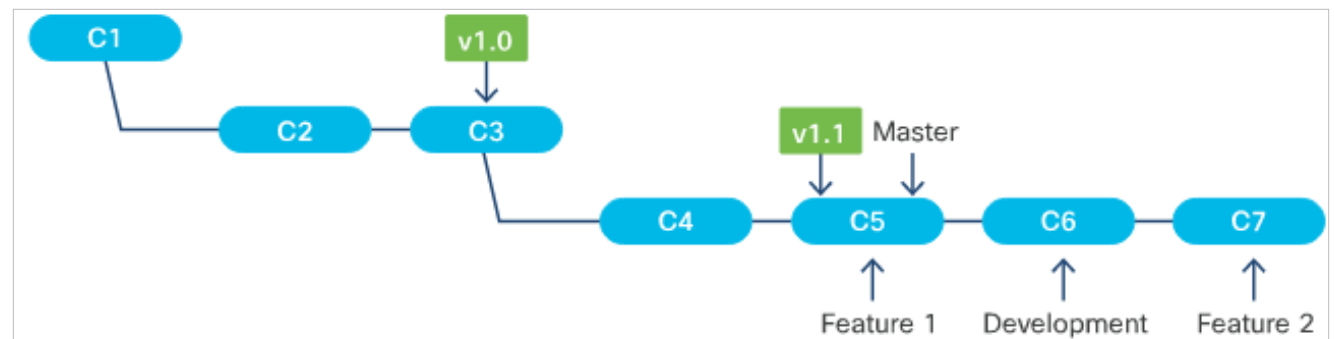 C1
v1.0
C2
C3
v1.1
Master
C4
C5
C6
C7
Feature 1
Development
Feature 2